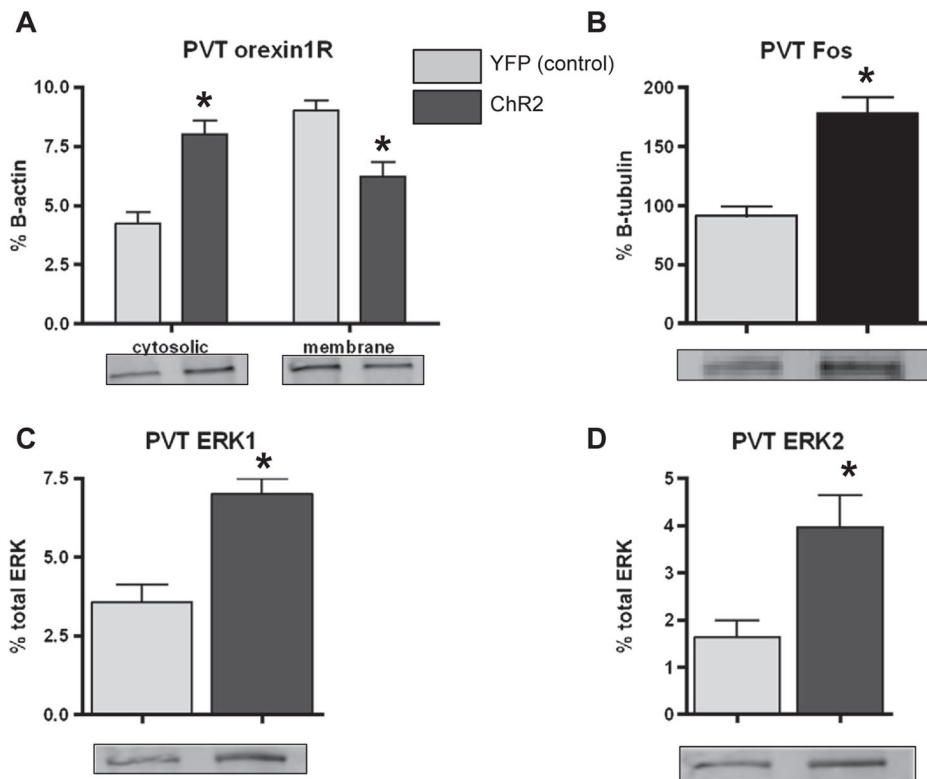 A
PVT orexin1R
YFP (control)
ChR2
% B-actin
10.0
7.5
5.0
2.5
0.0
*
*
cytosolic
membrane
B
PVT Fos
% B-tubulin
200
150
100
50
0
*
C
PVT ERK1
% total ERK
7.5
5.0
2.5
0.0
*
D
PVT ERK2
% total ERK
5
4
3
2
1
0
*